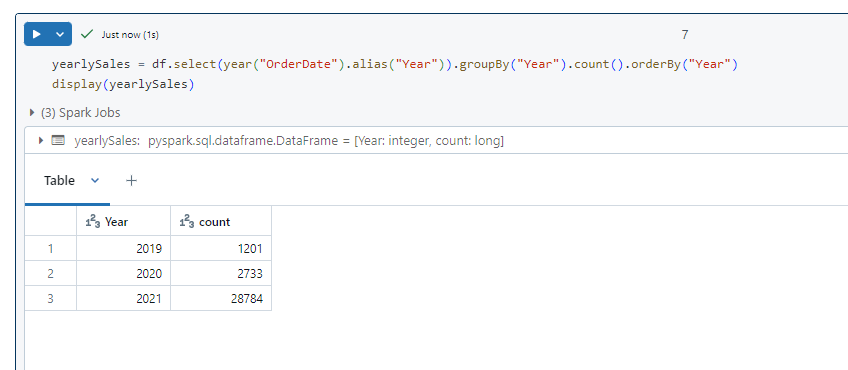 Just now (1s)
7
yearlySales = df.select(year("OrderDate").alias("Year")).groupBy("Year").count().orderBy("Year")
display(yearlySales)
(3) Spark Jobs
yearlySales: pyspark.sql.dataframe.DataFrame = [Year: integer, count: long]
Table +
123 Year 123 count
1 2019 1201
2 2020 2733
3 2021 28784